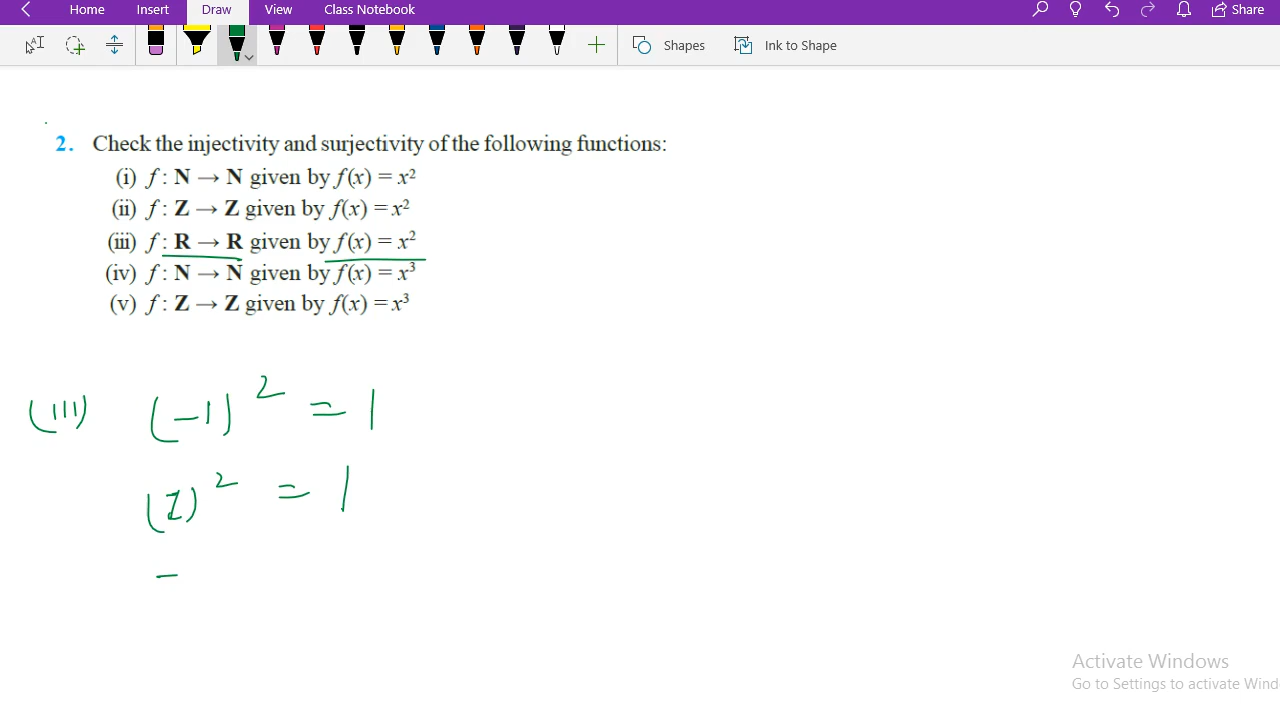 Home Insert Draw View Class Notebook Share
Shapes Ink to Shape
2. Check the injectivity and surjectivity of the following functions:
(i) f : N → N given by f(x) = x²
(ii) f : Z → Z given by f(x) = x²
(iii) f : R → R given by f(x) = x²
(iv) f : N → N given by f(x) = x³
(v) f : Z → Z given by f(x) = x³
(iii) (-1)² = 1
(1)² = 1
-
Activate Windows
Go to Settings to activate Wind